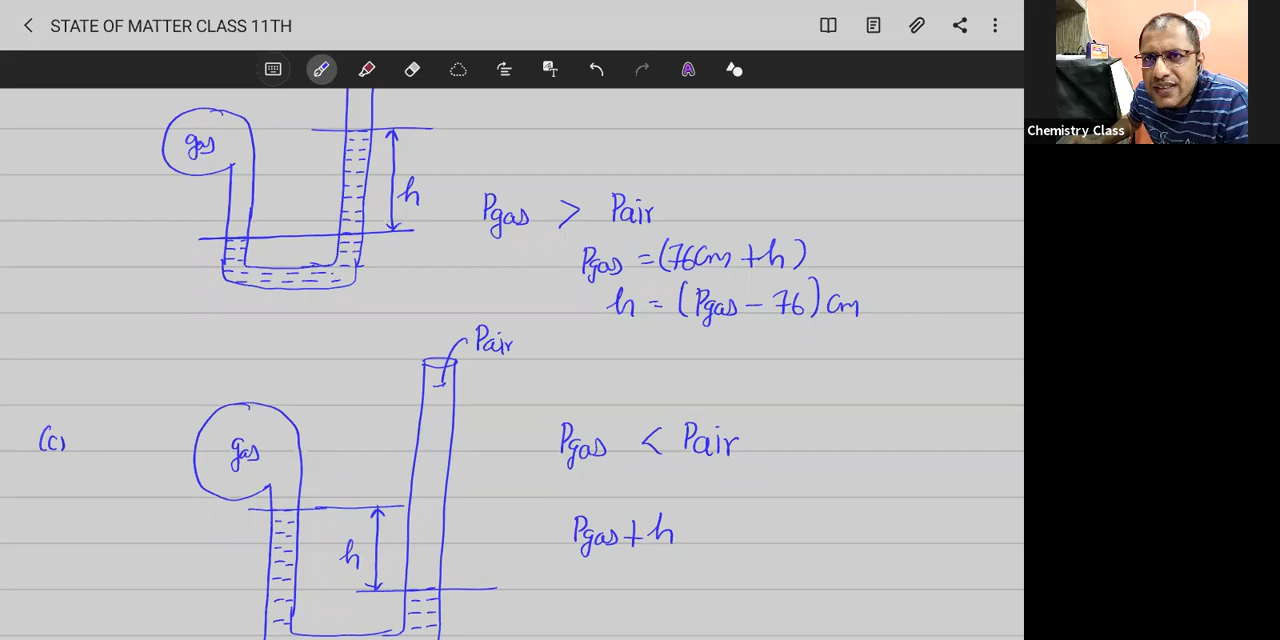 STATE OF MATTER CLASS 11TH
Chemistry Class
gas
h
Pgas > Pair
Pgas = (76cm + h)
h = (Pgas - 76) cm
Pair
(C)
gas
Pgas < Pair
h
Pgas + h